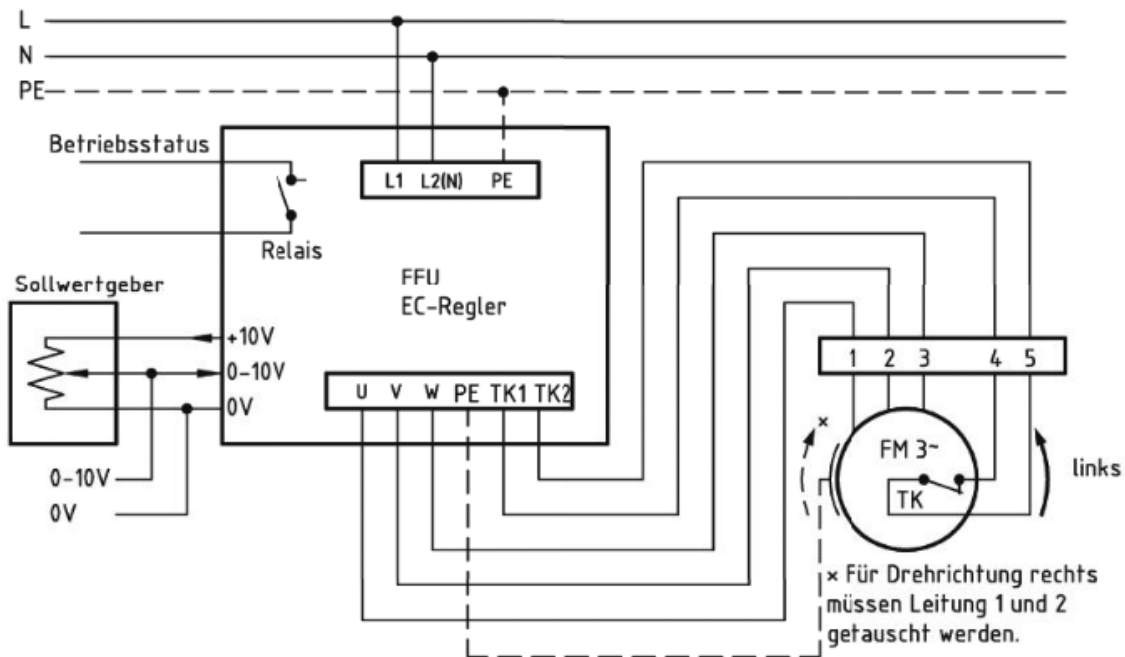 L
N
PE
Betriebsstatus
L1 L2(N) PE
Relais
Sollwertgeber
FFU
EC-Regler
+10V
0-10V
0V
U V W PE TK1 TK2
1 2 3 4 5
×
FM 3~
TK
links
0-10V
0V
× Für Drehrichtung rechts
müssen Leitung 1 und 2
getauscht werden.